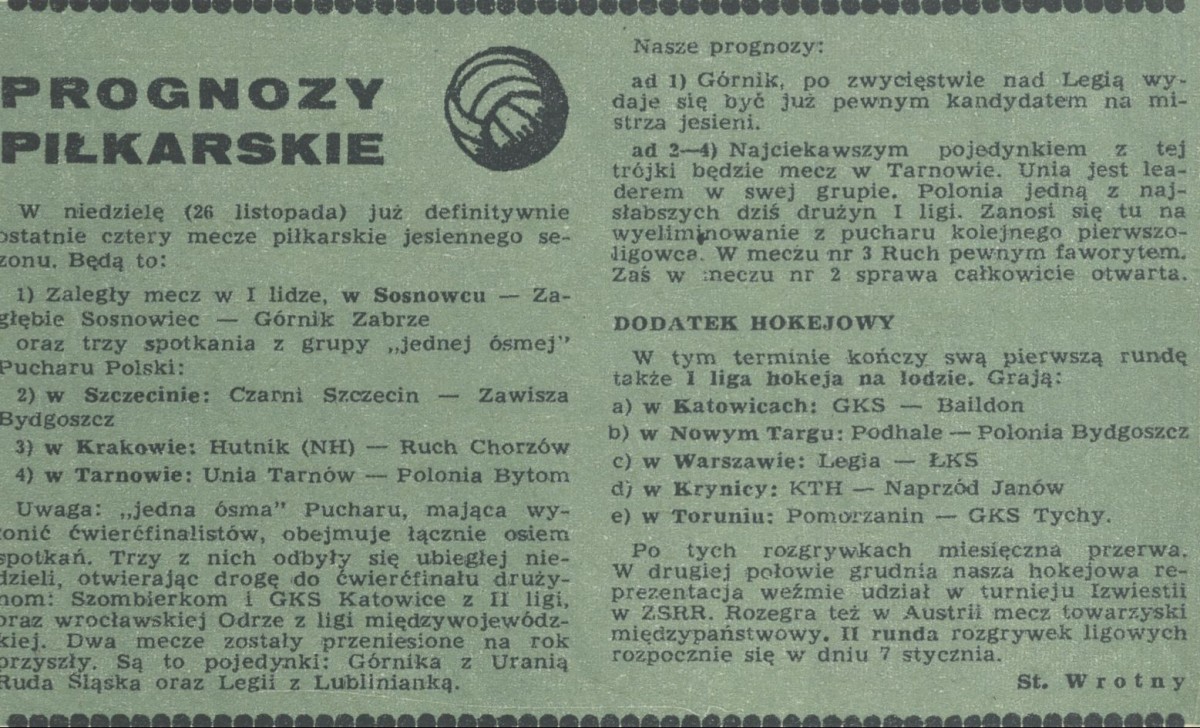 PROGNOZY
PIŁKARSKIE
W niedzielę (26 listopada) już definitywnie
ostatnie cztery mecze piłkarskie jesiennego se-
zonu. Będą to:
1) Zaległy mecz w I lidze, w Sosnowcu — Za-
głębie Sosnowiec — Górnik Zabrze
oraz trzy spotkania z grupy „jednej ósmej”
Pucharu Polski:
2) w Szczecinie: Czarni Szczecin — Zawisza
Bydgoszcz
3) w Krakowie: Hutnik (NH) — Ruch Chorzów
4) w Tarnowie: Unia Tarnów — Polonia Bytom
Uwaga: „jedna ósma” Pucharu, mająca wy-
łonić ćwierćfinalistów, obejmuje łącznie osiem
spotkań. Trzy z nich odbyły się ubiegłej nie-
dzieli, otwierając drogę do ćwierćfinału druży-
nom: Szombierkom i GKS Katowice z II ligi,
oraz wrocławskiej Odrze z ligi międzywojewódz-
kiej. Dwa mecze zostały przeniesione na rok
przyszły. Są to pojedynki: Górnika z Uranią
Ruda Śląska oraz Legii z Lublinianką.
Nasze prognozy:
ad 1) Górnik, po zwycięstwie nad Legią wy-
daje się być już pewnym kandydatem na mi-
strza jesieni.
ad 2—4) Najciekawszym pojedynkiem z tej
trójki będzie mecz w Tarnowie. Unia jest lea-
derem w swej grupie. Polonia jedną z naj-
słabszych dziś drużyn I ligi. Zanosi się tu na
wyeliminowanie z pucharu kolejnego pierwszo-
ligowca. W meczu nr 3 Ruch pewnym faworytem.
Zaś w meczu nr 2 sprawa całkowicie otwarta.
DODATEK HOKEJOWY
W tym terminie kończy swą pierwszą rundę
także I liga hokeja na lodzie. Grają:
a) w Katowicach: GKS — Baildon
b) w Nowym Targu: Podhale — Polonia Bydgoszcz
c) w Warszawie: Legia — ŁKS
d) w Krynicy: KTH — Naprzód Janów
e) w Toruniu: Pomorzanin — GKS Tychy.
Po tych rozgrywkach miesięczna przerwa.
W drugiej połowie grudnia nasza hokejowa re-
prezentacja weźmie udział w turnieju Izwiestii
w ZSRR. Rozegra też w Austrii mecz towarzyski
międzypaństwowy. II runda rozgrywek ligowych
rozpocznie się w dniu 7 stycznia.
St. Wrotny